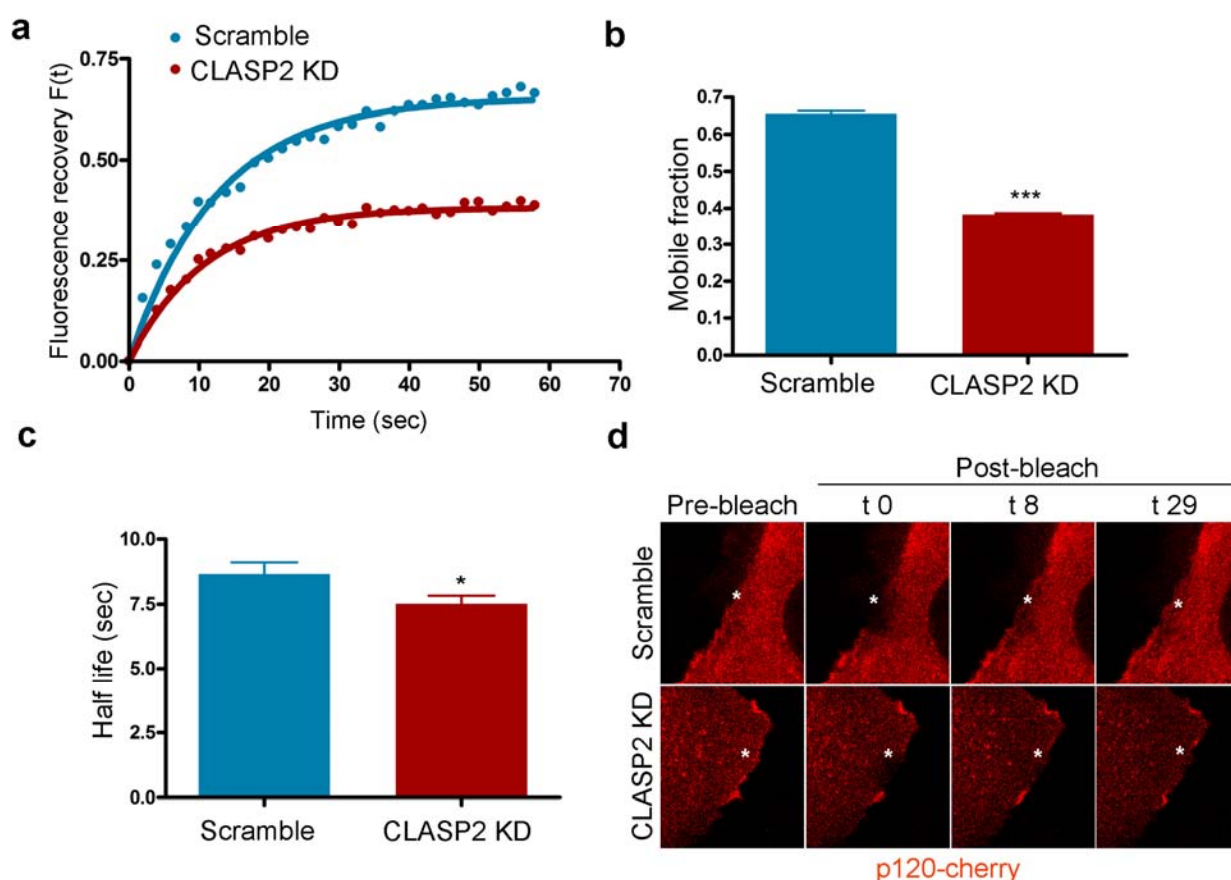 a
Scramble
CLASP2 KD
Fluorescence recovery F(t)
0.75
0.50
0.25
0.00
0 10 20 30 40 50 60 70
Time (sec)
b
Mobile fraction
0.7
0.6
0.5
0.4
0.3
0.2
0.1
0.0
***
Scramble CLASP2 KD
c
Half life (sec)
10.0
7.5
5.0
2.5
0.0
*
Scramble CLASP2 KD
d
Post-bleach
Pre-bleach t 0 t 8 t 29
Scramble
* * * *
CLASP2 KD
* * * *
p120-cherry